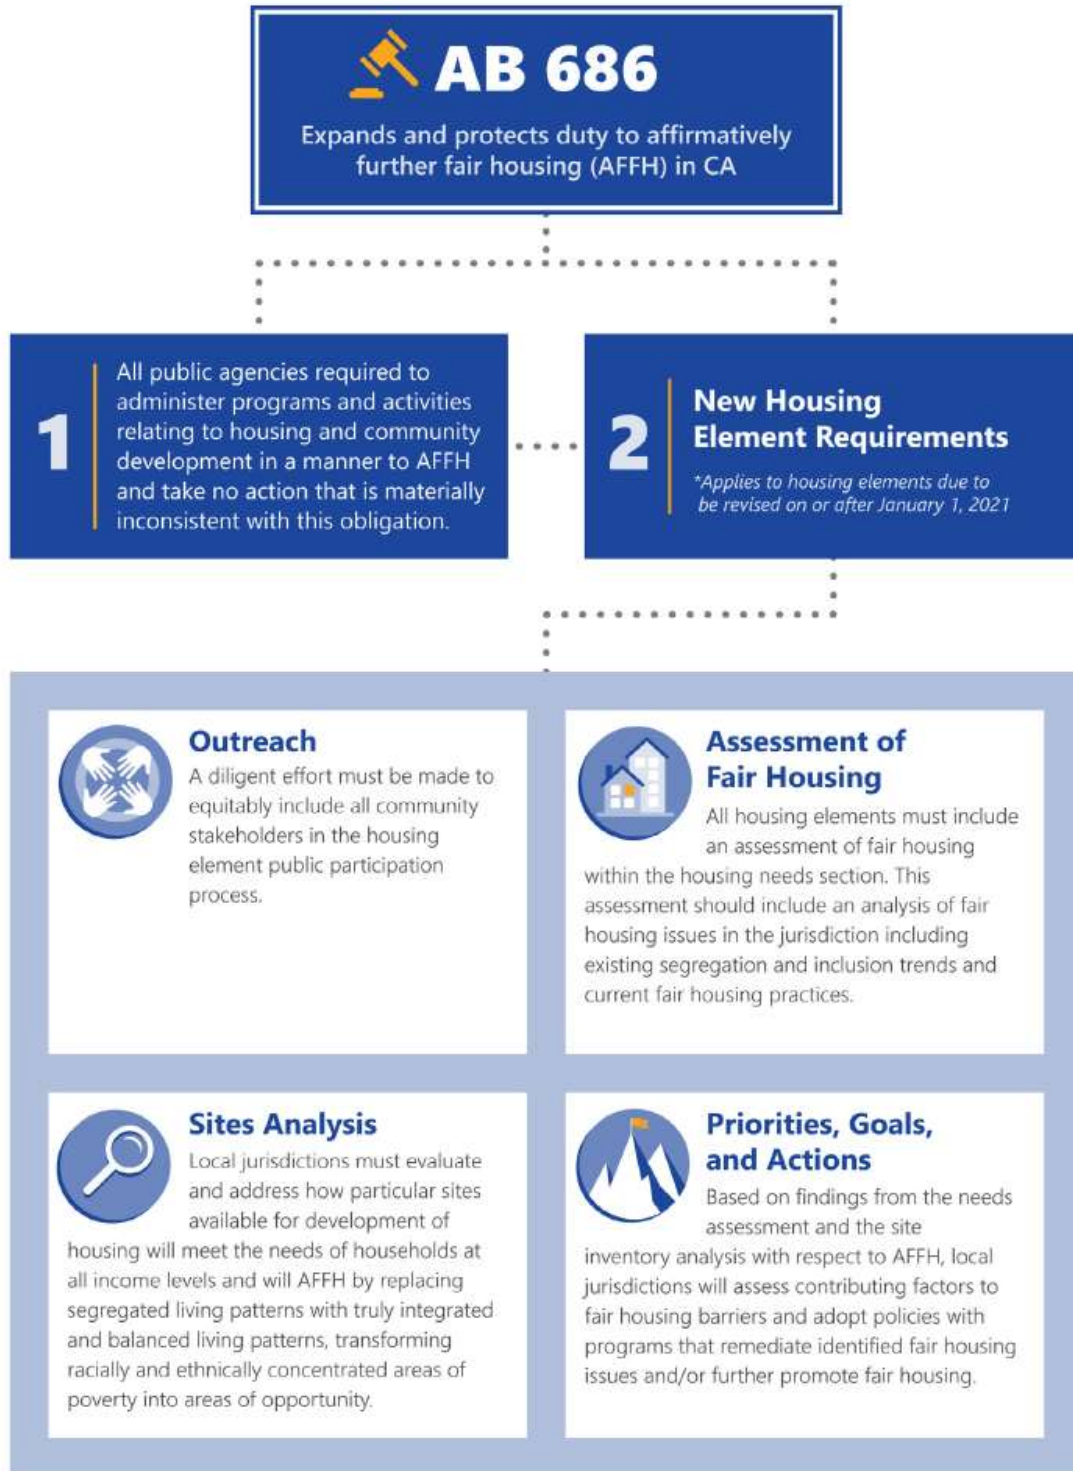 AB 686
Expands and protects duty to affirmatively
further fair housing (AFFH) in CA
1
All public agencies required to
administer programs and activities
relating to housing and community
development in a manner to AFFH
and take no action that is materially
inconsistent with this obligation.
2
New Housing
Element Requirements
*Applies to housing elements due to
be revised on or after January 1, 2021
Outreach
A diligent effort must be made to
equitably include all community
stakeholders in the housing
element public participation
process.
Assessment of
Fair Housing
All housing elements must include
an assessment of fair housing
within the housing needs section. This
assessment should include an analysis of fair
housing issues in the jurisdiction including
existing segregation and inclusion trends and
current fair housing practices.
Sites Analysis
Local jurisdictions must evaluate
and address how particular sites
available for development of
housing will meet the needs of households at
all income levels and will AFFH by replacing
segregated living patterns with truly integrated
and balanced living patterns, transforming
racially and ethnically concentrated areas of
poverty into areas of opportunity.
Priorities, Goals,
and Actions
Based on findings from the needs
assessment and the site
inventory analysis with respect to AFFH, local
jurisdictions will assess contributing factors to
fair housing barriers and adopt policies with
programs that remediate identified fair housing
issues and/or further promote fair housing.